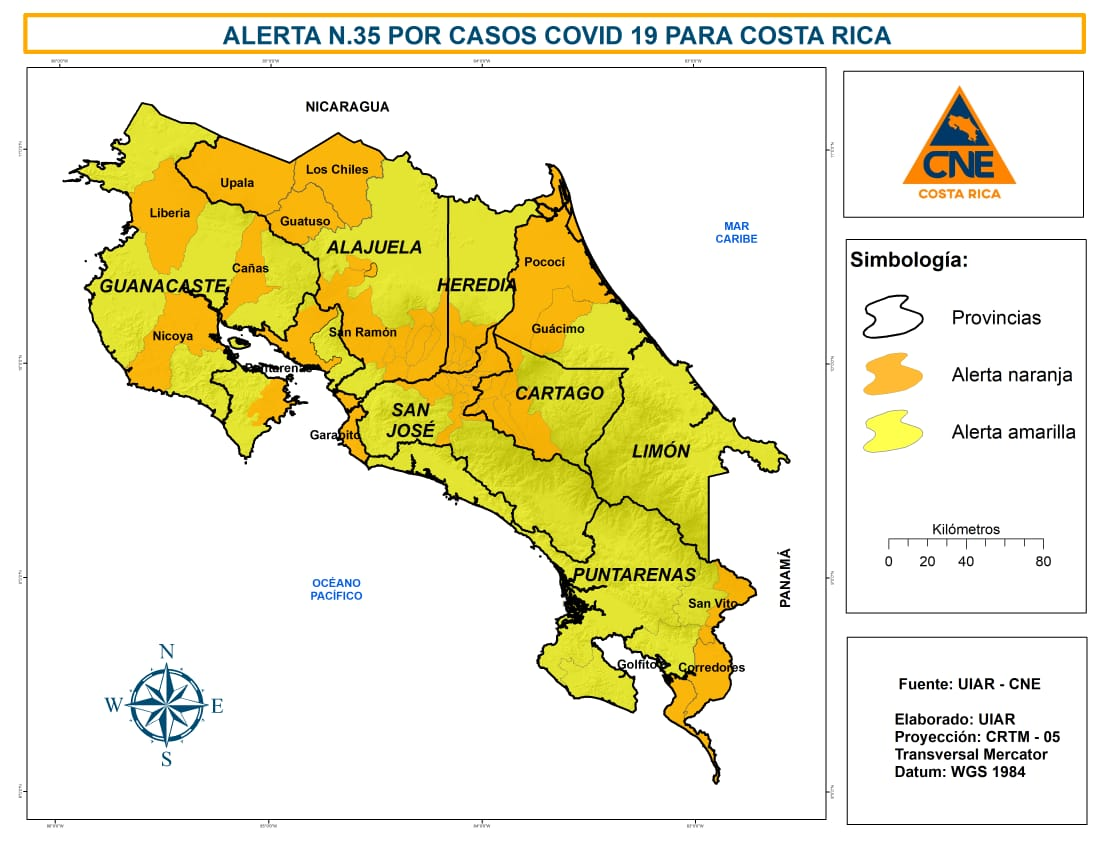 ALERTA N.35 POR CASOS COVID 19 PARA COSTA RICA
NICARAGUA
Los Chiles
Upala
Liberia
Guatuso
ALAJUELA
MAR
CARIBE
Pococí
Cañas
GUANACASTE
HEREDIA
Nicoya
San Ramón
Guácimo
Puntarenas
CARTAGO
SAN
JOSÉ
Garabito
LIMÓN
PUNTARENAS
OCÉANO
PACÍFICO
PANAMÁ
San Vito
Golfito
Corredores
N
W
E
S
CNE
COSTA RICA
Simbología:
Provincias
Alerta naranja
Alerta amarilla
Kilómetros
0 20 40 80
Fuente: UIAR - CNE
Elaborado: UIAR
Proyección: CRTM - 05
Transversal Mercator
Datum: WGS 1984